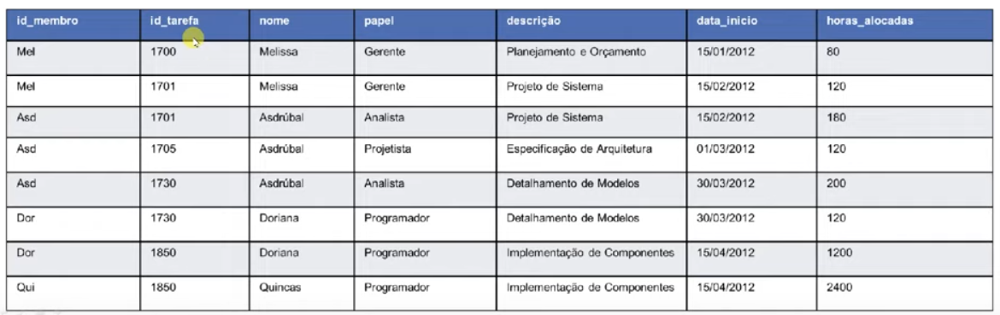 id_membro id_tarefa nome papel descrição data_inicio horas_alocadas
Mel 1700 Melissa Gerente Planejamento e Orçamento 15/01/2012 80
Mel 1701 Melissa Gerente Projeto de Sistema 15/02/2012 120
Asd 1701 Asdrúbal Analista Projeto de Sistema 15/02/2012 180
Asd 1705 Asdrúbal Projetista Especificação de Arquitetura 01/03/2012 120
Asd 1730 Asdrúbal Analista Detalhamento de Modelos 30/03/2012 200
Dor 1730 Doriana Programador Detalhamento de Modelos 30/03/2012 120
Dor 1850 Doriana Programador Implementação de Componentes 15/04/2012 1200
Qui 1850 Quincas Programador Implementação de Componentes 15/04/2012 2400